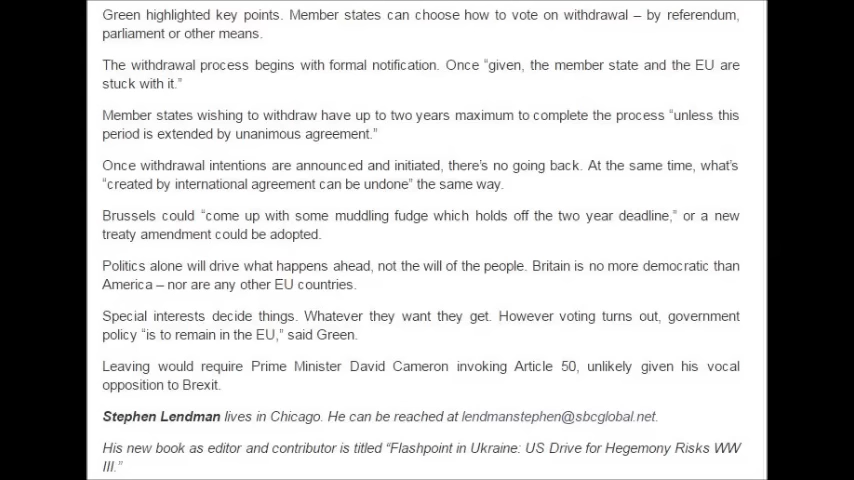 Green highlighted key points. Member states can choose how to vote on withdrawal – by referendum,
parliament or other means.
The withdrawal process begins with formal notification. Once “given, the member state and the EU are
stuck with it.”
Member states wishing to withdraw have up to two years maximum to complete the process “unless this
period is extended by unanimous agreement.”
Once withdrawal intentions are announced and initiated, there’s no going back. At the same time, what’s
“created by international agreement can be undone” the same way.
Brussels could “come up with some muddling fudge which holds off the two year deadline,” or a new
treaty amendment could be adopted.
Politics alone will drive what happens ahead, not the will of the people. Britain is no more democratic than
America – nor are any other EU countries.
Special interests decide things. Whatever they want they get. However voting turns out, government
policy “is to remain in the EU,” said Green.
Leaving would require Prime Minister David Cameron invoking Article 50, unlikely given his vocal
opposition to Brexit.
Stephen Lendman lives in Chicago. He can be reached at lendmanstephen@sbcglobal.net.
His new book as editor and contributor is titled “Flashpoint in Ukraine: US Drive for Hegemony Risks WW
III.”